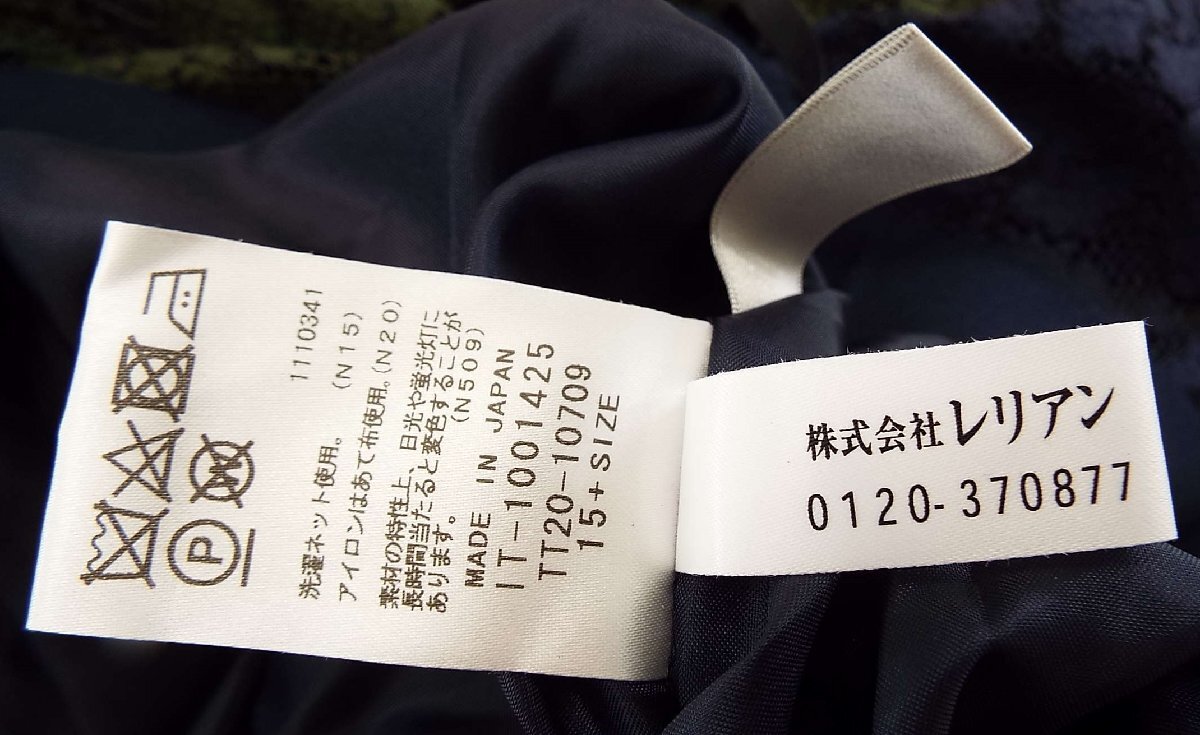 1110341
洗濯ネット使用。 (N15)
アイロンはあて布使用。(N20)
素材の特性上、日光や蛍光灯に
長時間当たると変色することが
あります。 (N509)
MADE IN JAPAN
IT-1001425
TT20-10709
15+SIZE
株式会社レリアン
0120-370877